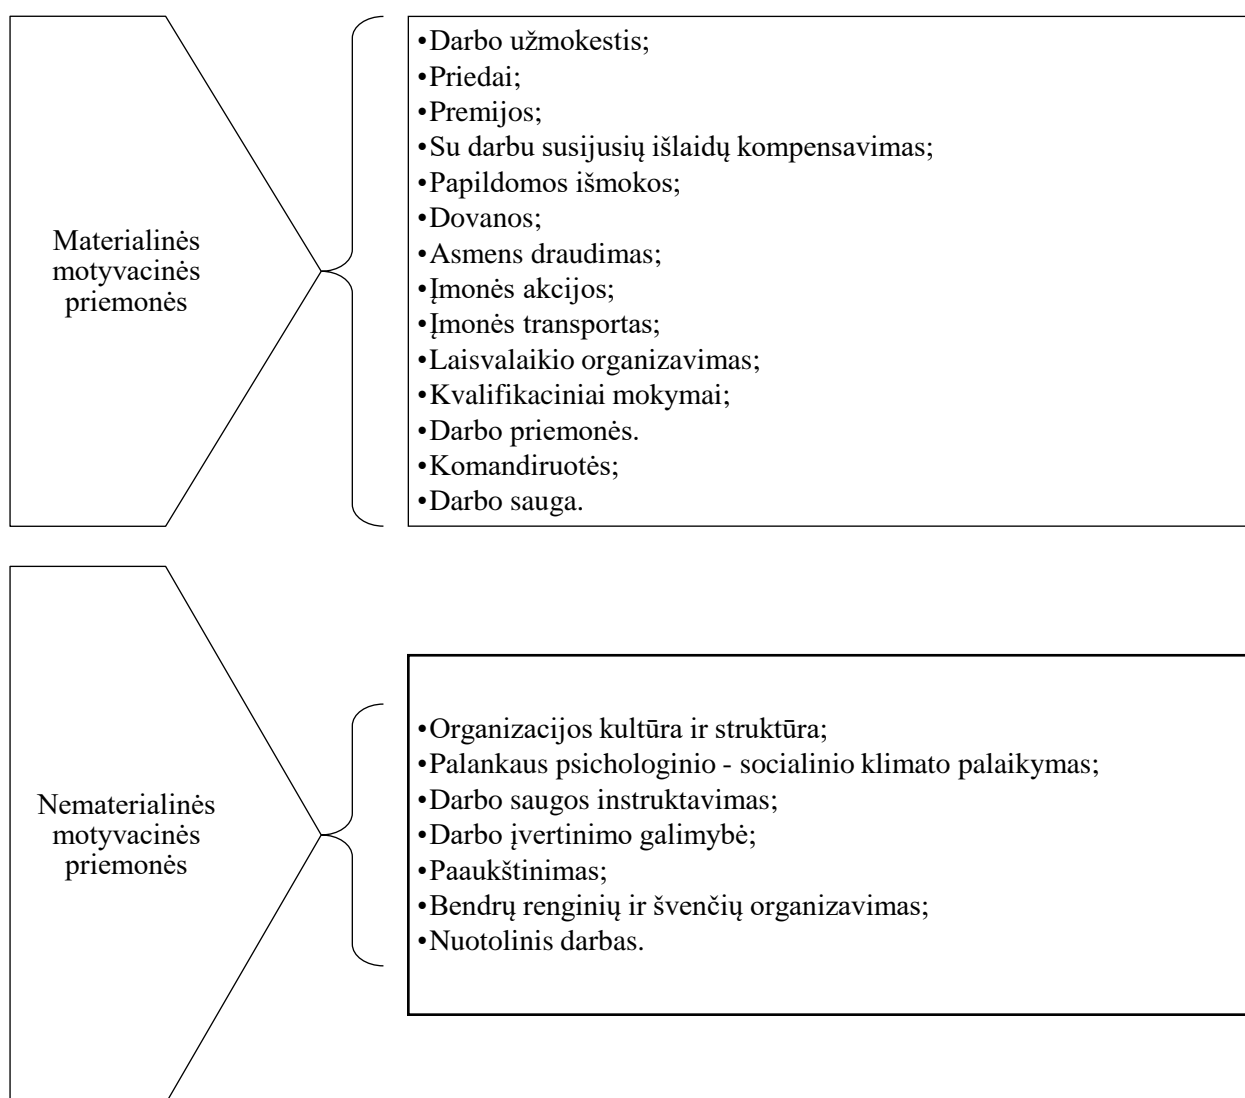 Materialinės
motyvacinės
priemonės
•Darbo užmokestis;
•Priedai;
•Premijos;
•Su darbu susijusių išlaidų kompensavimas;
•Papildomos išmokos;
•Dovanos;
•Asmens draudimas;
•Įmonės akcijos;
•Įmonės transportas;
•Laisvalaikio organizavimas;
•Kvalifikaciniai mokymai;
•Darbo priemonės.
•Komandiruotės;
•Darbo sauga.
Nematerialinės
motyvacinės
priemonės
•Organizacijos kultūra ir struktūra;
•Palankaus psichologinio - socialinio klimato palaikymas;
•Darbo saugos instruktavimas;
•Darbo įvertinimo galimybė;
•Paaukštinimas;
•Bendrų renginių ir švenčių organizavimas;
•Nuotolinis darbas.